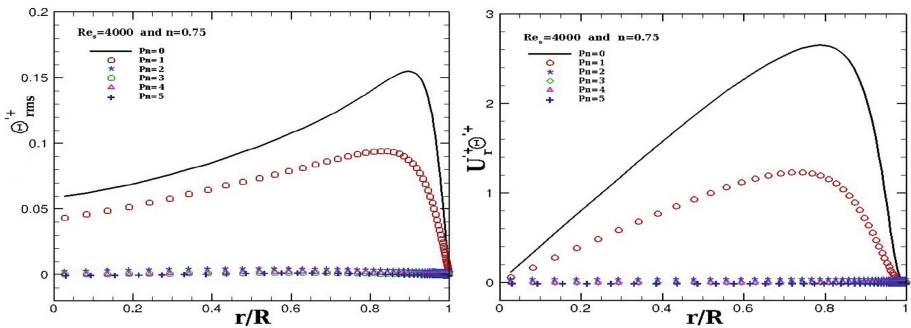 0.2
0.15
0.1
0.05
0
Θ'+rms
Reₛ=4000 and n=0.75
Pn=0
Pn=1
Pn=2
Pn=3
Pn=4
Pn=5
0 0.2 0.4 0.6 0.8 1
r/R
3
2
1
0
U'+rΘ'+
Reₛ=4000 and n=0.75
Pn=0
Pn=1
Pn=2
Pn=3
Pn=4
Pn=5
0 0.2 0.4 0.6 0.8 1
r/R